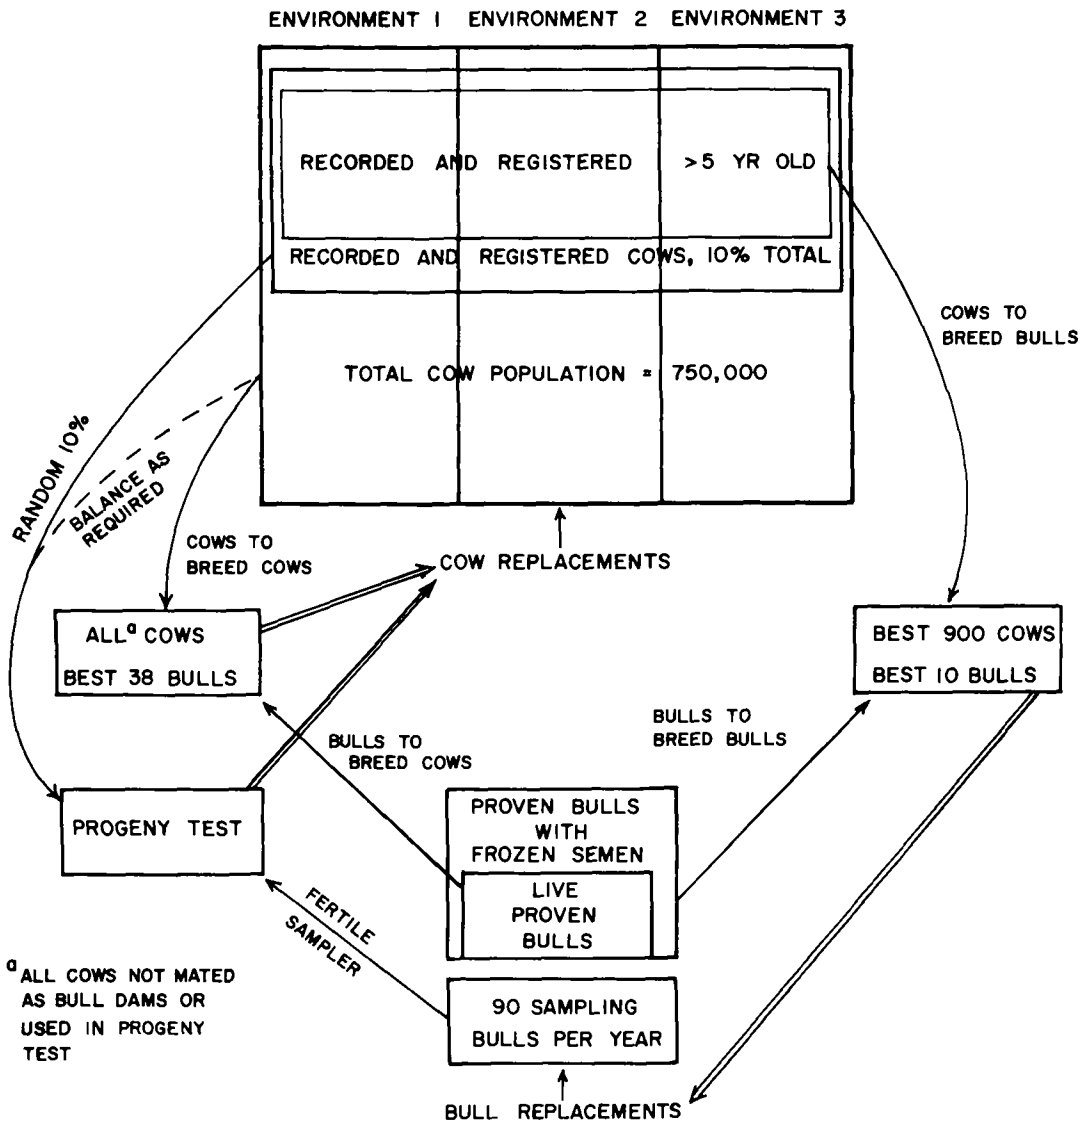 ENVIRONMENT 1 ENVIRONMENT 2 ENVIRONMENT 3
RECORDED AND REGISTERED >5 YR OLD
RECORDED AND REGISTERED COWS, 10% TOTAL
TOTAL COW POPULATION = 750,000
COWS TO
BREED BULLS
RANDOM 10%
BALANCE AS
REQUIRED
COWS TO
BREED COWS
COW REPLACEMENTS
ALLa COWS
BEST 38 BULLS
BEST 900 COWS
BEST 10 BULLS
BULLS TO
BREED COWS
BULLS TO
BREED BULLS
PROGENY TEST
PROVEN BULLS
WITH
FROZEN SEMEN
LIVE
PROVEN
BULLS
FERTILE
SAMPLER
90 SAMPLING
BULLS PER YEAR
a ALL COWS NOT MATED
AS BULL DAMS OR
USED IN PROGENY
TEST
BULL REPLACEMENTS